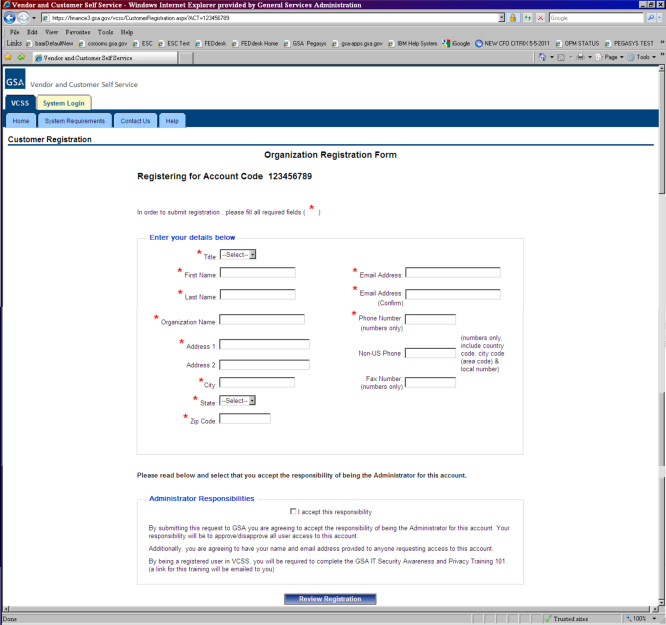 Vendor and Customer Self Service - Windows Internet Explorer provided by General Services Administration
https://finance3.gsa.gov/vcss/CustomerRegistration.aspx?ACT=123456789
Google
File Edit View Favorites Tools Help
Links baarDefaultNew corooms.gsa.gov ESC ESC Test FEDdesk FEDdesk Home GSA Pegasys gsa-apps.gsa.gov IBM Help System Google NEW CFO CITRIX 5-5-2011 OPM STATUS PEGASYS TEST »
Vendor and Customer Self Service
Page Tools »
GSA Vendor and Customer Self Service
VCSS System Login
Home System Requirements Contact Us Help
Customer Registration
Organization Registration Form
Registering for Account Code 123456789
In order to submit registration , please fill all required fields ( * )
Enter your details below
* Title: --Select--
* First Name: * Email Address:
* Last Name: * Email Address: (Confirm)
* Organization Name: * Phone Number: (numbers only)
* Address 1:
Address 2: Non-US Phone: (numbers only, include country code, city code (area code) & local number)
* City: Fax Number: (numbers only)
* State: --Select--
* Zip Code:
Please read below and select that you accept the responsibility of being the Administrator for this account.
Administrator Responsibilities
I accept this responsibility
By submitting this request to GSA you are agreeing to accept the responsibility of being the Administrator for this account. Your
responsibility will be to approve/disapprove all user access to this account.
Additionally, you are agreeing to have your name and email address provided to anyone requesting access to this account.
By being a registered user in VCSS, you will be required to complete the GSA IT Security Awareness and Privacy Training 101.
(a link for this training will be emailed to you)
Review Registration
Done Trusted sites 100%